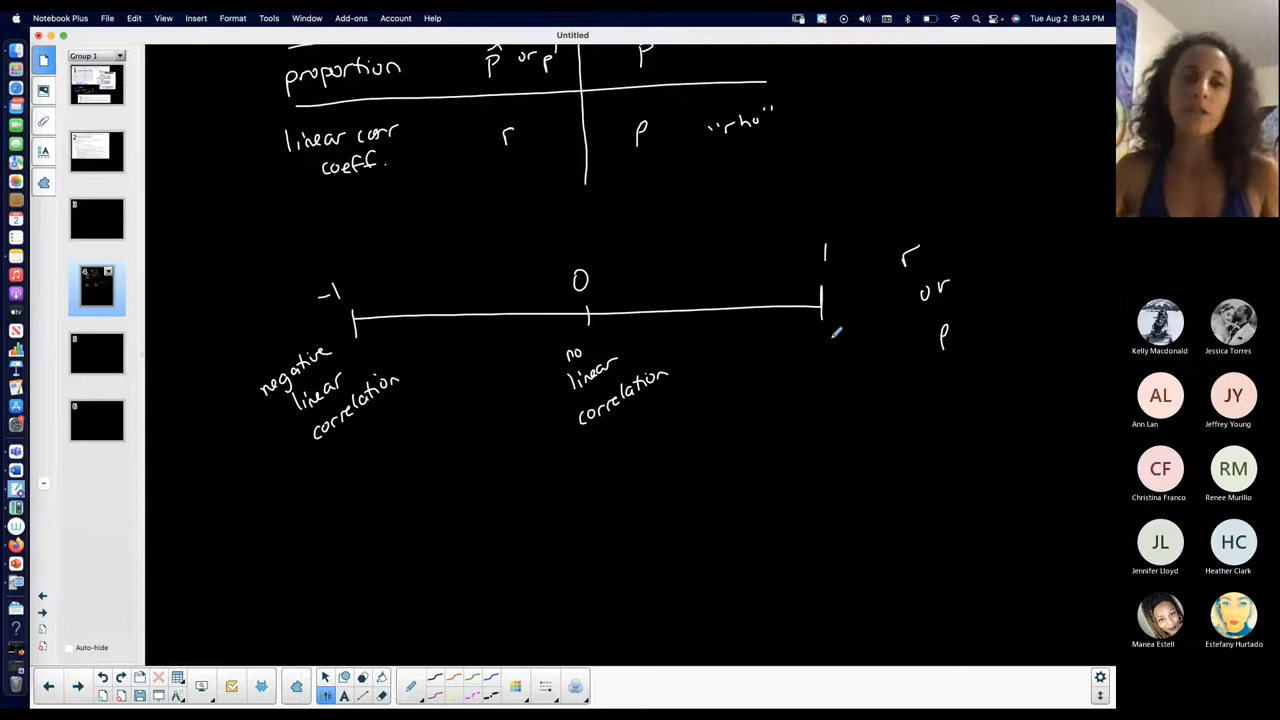 Notebook Plus File Edit View Insert Format Tools Window Add-ons Account Help Tue Aug 2 8:34 PM
Untitled
Group 1
proportion p̂ or p' p
linear corr coeff. r ρ "rho"
-1 0 1 r
or
ρ
negative
linear
correlation
no
linear
correlation
Kelly Macdonald Jessica Torres
AL JY
Ann Lan Jeffrey Young
CF RM
Christina Franco Renee Murillo
JL HC
Jennifer Lloyd Heather Clark
Manea Estell Estefany Hurtado
Auto-hide